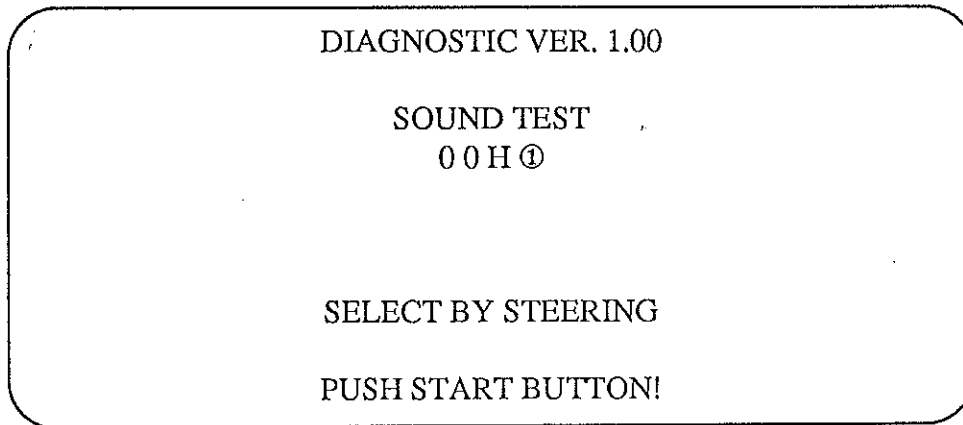 DIAGNOSTIC VER. 1.00
SOUND TEST
0 0 H ①
SELECT BY STEERING
PUSH START BUTTON!